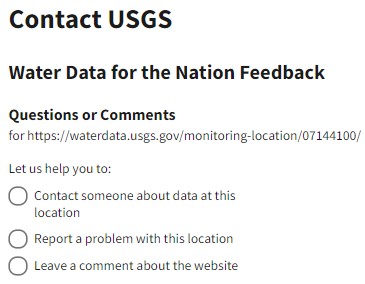 Contact USGS
Water Data for the Nation Feedback
Questions or Comments
for https://waterdata.usgs.gov/monitoring-location/07144100/
Let us help you to:
Contact someone about data at this
location
Report a problem with this location
Leave a comment about the website